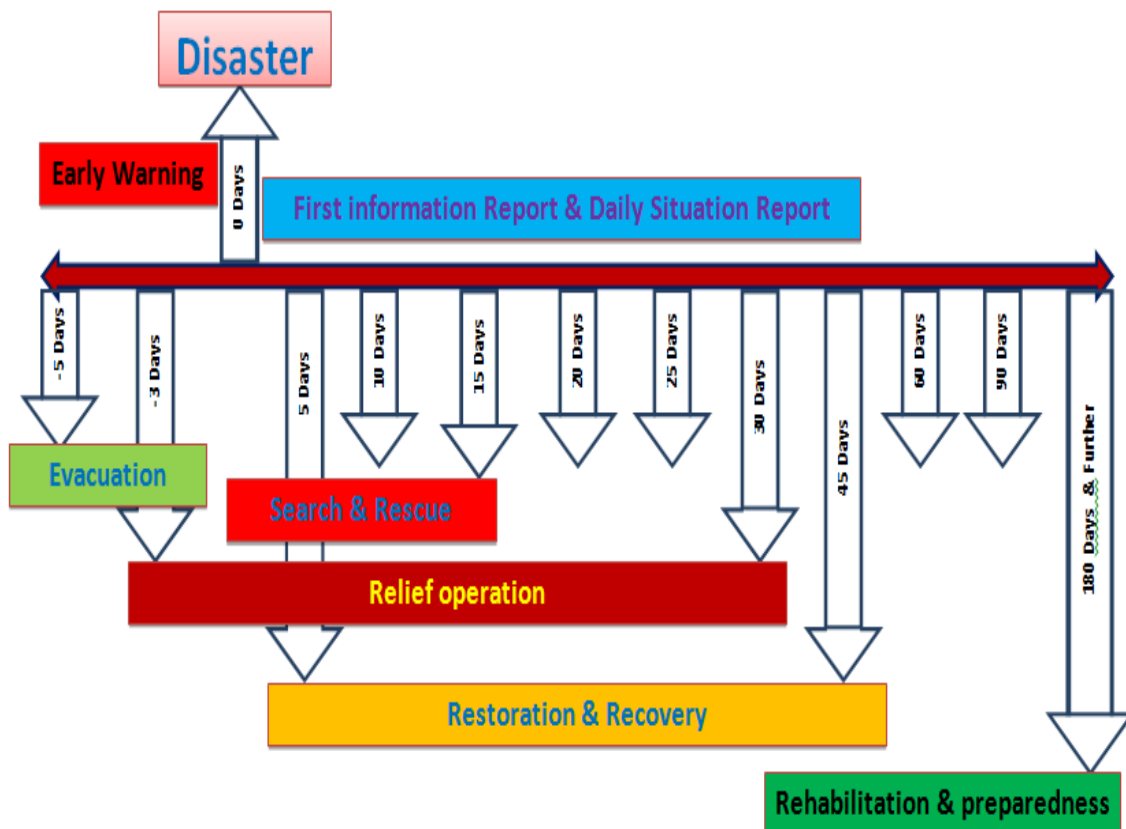 Disaster
Early Warning
0 Days
First information Report & Daily Situation Report
-5 Days
-3 Days
5 Days
10 Days
15 Days
20 Days
25 Days
30 Days
45 Days
60 Days
90 Days
180 Days & Further
Evacuation
Search & Rescue
Relief operation
Restoration & Recovery
Rehabilitation & preparedness